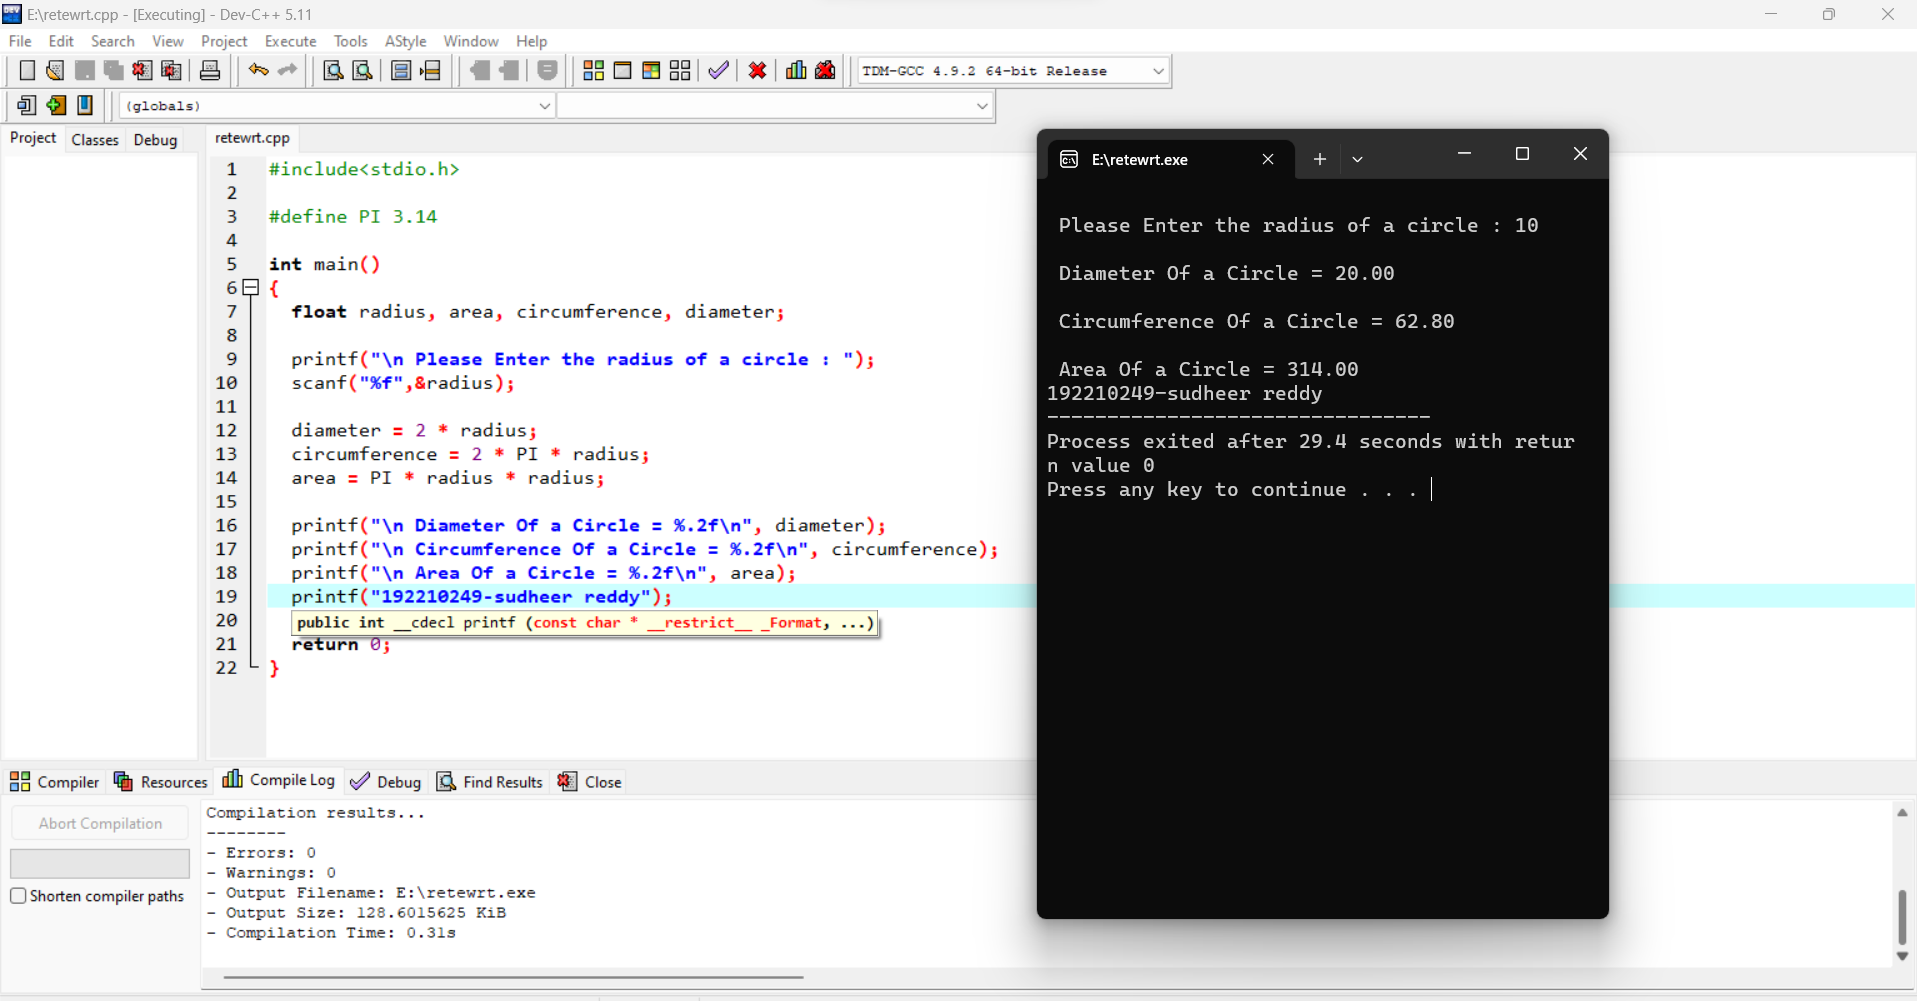 E:\retewrt.cpp - [Executing] - Dev-C++ 5.11
File Edit Search View Project Execute Tools AStyle Window Help
TDM-GCC 4.9.2 64-bit Release
(globals)
Project Classes Debug
retewrt.cpp
1 #include<stdio.h>
2
3 #define PI 3.14
4
5 int main()
6 {
7 float radius, area, circumference, diameter;
8
9 printf("\n Please Enter the radius of a circle : ");
10 scanf("%f",&radius);
11
12 diameter = 2 * radius;
13 circumference = 2 * PI * radius;
14 area = PI * radius * radius;
15
16 printf("\n Diameter Of a Circle = %.2f\n", diameter);
17 printf("\n Circumference Of a Circle = %.2f\n", circumference);
18 printf("\n Area Of a Circle = %.2f\n", area);
19 printf("192210249-sudheer reddy");
20
public int __cdecl printf (const char * __restrict__ _Format, ...)
21 return 0;
22 }
E:\retewrt.exe
Please Enter the radius of a circle : 10
Diameter Of a Circle = 20.00
Circumference Of a Circle = 62.80
Area Of a Circle = 314.00
192210249-sudheer reddy
--------------------------------
Process exited after 29.4 seconds with retur
n value 0
Press any key to continue . . .
Compiler Resources Compile Log Debug Find Results Close
Abort Compilation
Shorten compiler paths
Compilation results...
--------
- Errors: 0
- Warnings: 0
- Output Filename: E:\retewrt.exe
- Output Size: 128.6015625 KiB
- Compilation Time: 0.31s